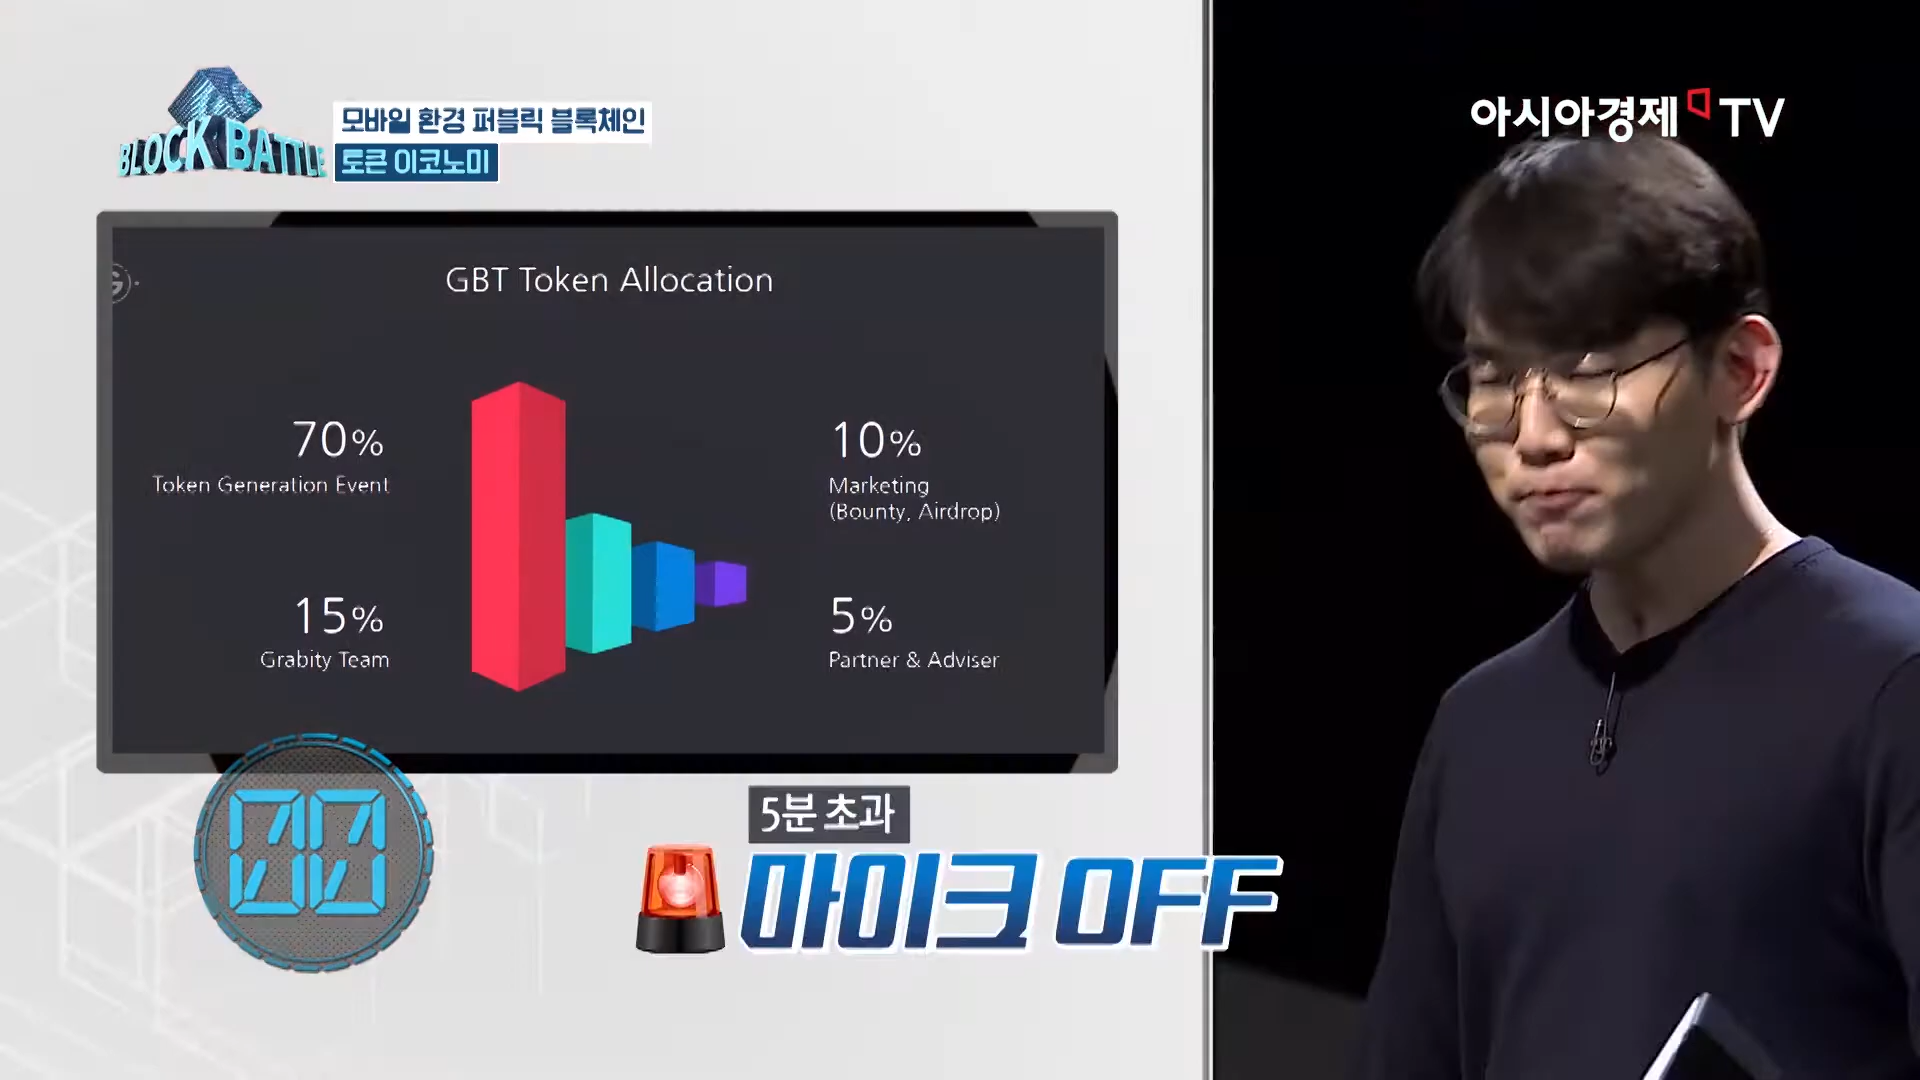 BLOCK BATTLE
모바일 환경 퍼블릭 블록체인
토큰 이코노미
아시아경제 TV
GBT Token Allocation
70%
Token Generation Event
15%
Grabity Team
10%
Marketing
(Bounty, Airdrop)
5%
Partner & Adviser
00
5분 초과
마이크 OFF